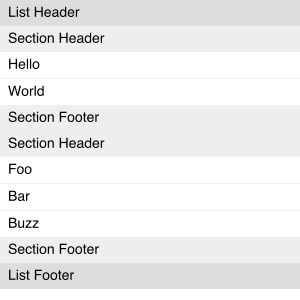 List Header
Section Header
Hello
World
Section Footer
Section Header
Foo
Bar
Buzz
Section Footer
List Footer